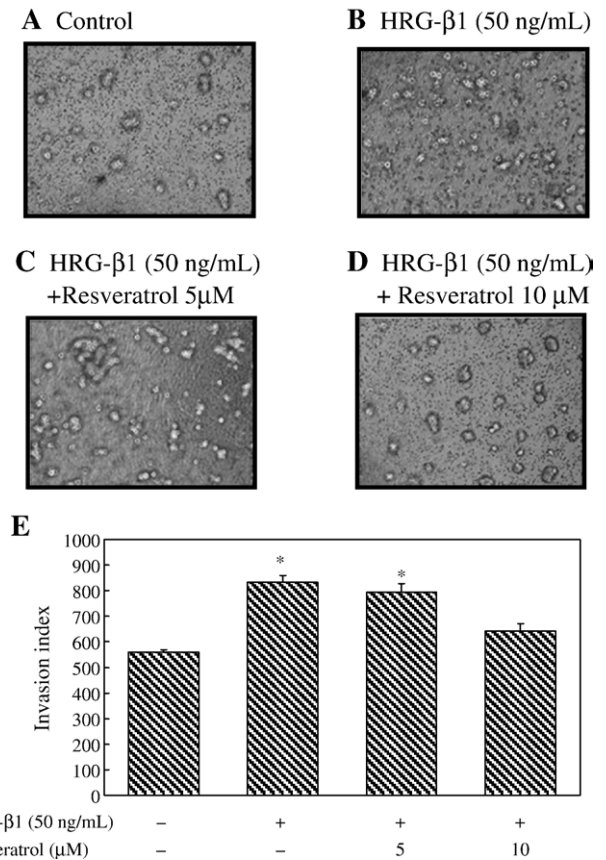 A Control
B HRG-β1 (50 ng/mL)
C HRG-β1 (50 ng/mL)
+Resveratrol 5μM
D HRG-β1 (50 ng/mL)
+ Resveratrol 10 μM
E
Invasion index
1000
900
800
700
600
500
400
300
200
100
0
*
*
-β1 (50 ng/mL) – + + +
eratrol (μM) – – 5 10